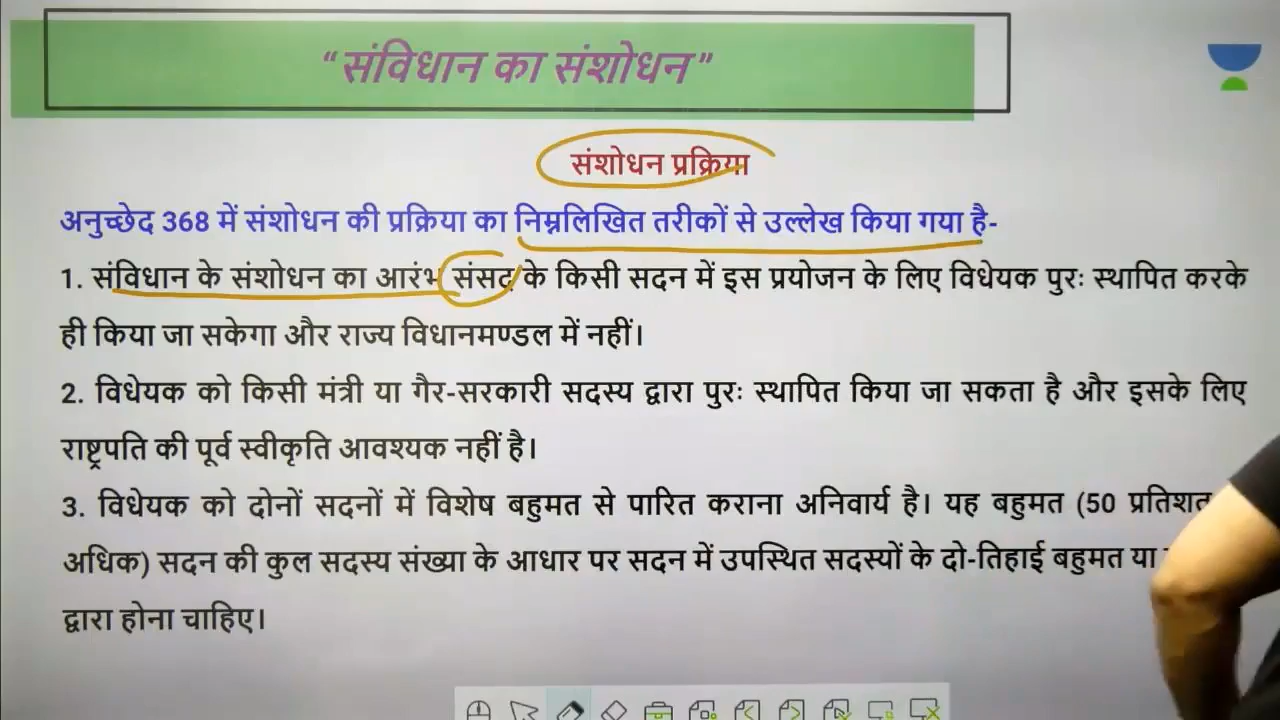 “संविधान का संशोधन”
संशोधन प्रक्रिया
अनुच्छेद 368 में संशोधन की प्रक्रिया का निम्नलिखित तरीकों से उल्लेख किया गया है-
1. संविधान के संशोधन का आरंभ संसद के किसी सदन में इस प्रयोजन के लिए विधेयक पुरः स्थापित करके
ही किया जा सकेगा और राज्य विधानमण्डल में नहीं।
2. विधेयक को किसी मंत्री या गैर-सरकारी सदस्य द्वारा पुरः स्थापित किया जा सकता है और इसके लिए
राष्ट्रपति की पूर्व स्वीकृति आवश्यक नहीं है।
3. विधेयक को दोनों सदनों में विशेष बहुमत से पारित कराना अनिवार्य है। यह बहुमत (50 प्रतिशत
अधिक) सदन की कुल सदस्य संख्या के आधार पर सदन में उपस्थित सदस्यों के दो-तिहाई बहुमत या
द्वारा होना चाहिए।